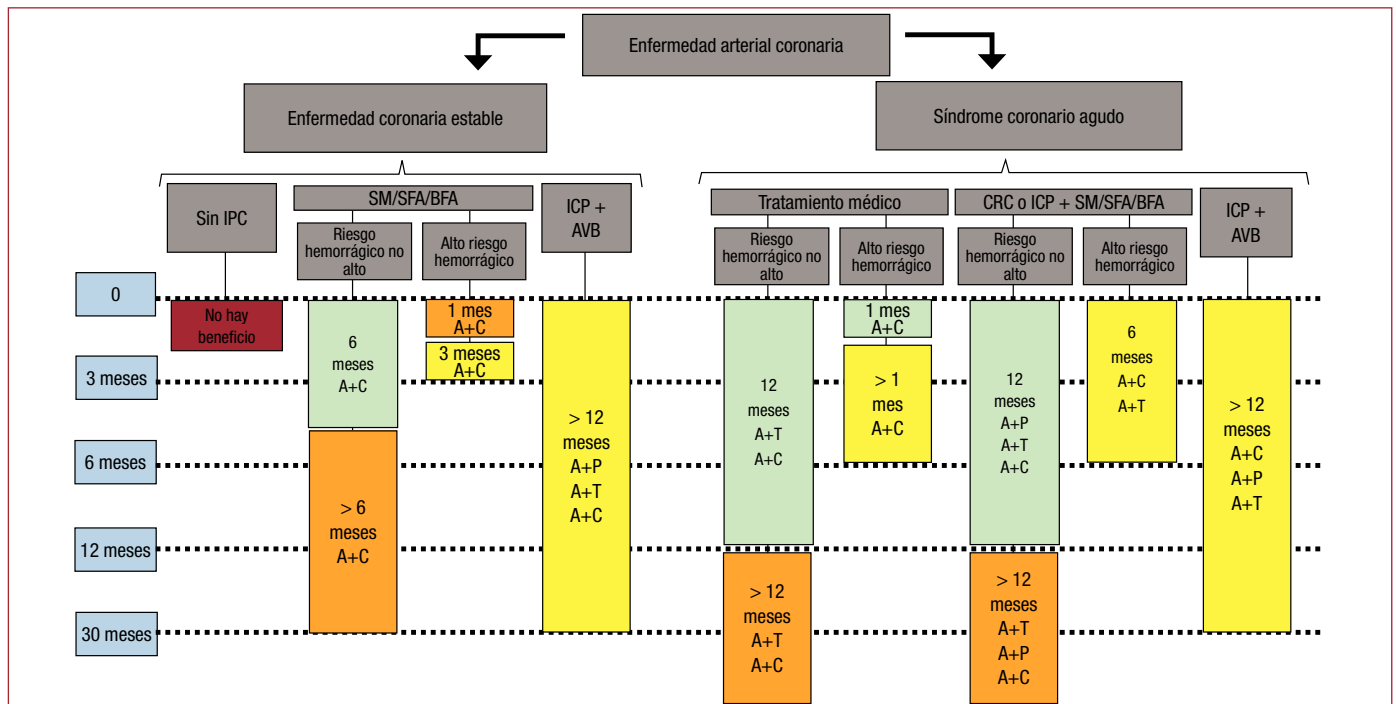 Enfermedad arterial coronaria
Enfermedad coronaria estable
Síndrome coronario agudo
Sin IPC
SM/SFA/BFA
Riesgo
hemorrágico no
alto
Alto riesgo
hemorrágico
ICP +
AVB
Tratamiento médico
Riesgo
hemorrágico no
alto
Alto riesgo
hemorrágico
CRC o ICP + SM/SFA/BFA
Riesgo
hemorrágico no
alto
Alto riesgo
hemorrágico
ICP +
AVB
0
3 meses
6 meses
12 meses
30 meses
No hay
beneficio
6
meses
A+C
> 6
meses
A+C
1 mes
A+C
3 meses
A+C
> 12
meses
A+P
A+T
A+C
12
meses
A+T
A+C
> 12
meses
A+T
A+C
1 mes
A+C
> 1
mes
A+C
12
meses
A+P
A+T
A+C
> 12
meses
A+T
A+P
A+C
6
meses
A+C
A+T
> 12
meses
A+C
A+P
A+T